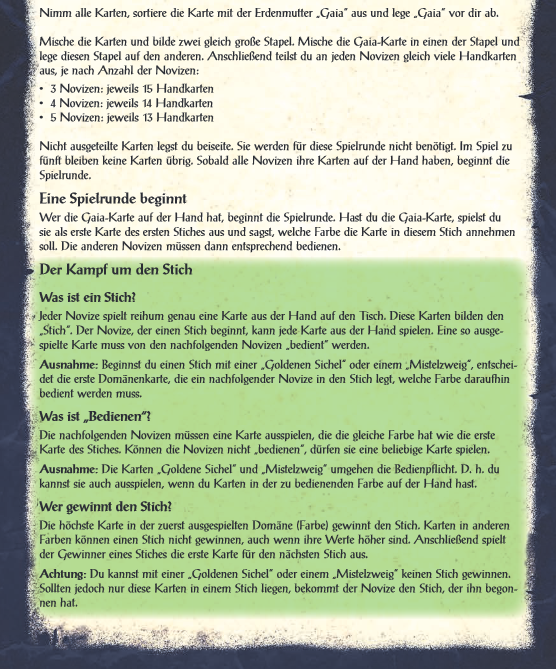 Nimm alle Karten, sortiere die Karte mit der Erdenmutter „Gaia“ aus und lege „Gaia“ vor dir ab.
Mische die Karten und bilde zwei gleich große Stapel. Mische die Gaia-Karte in einen der Stapel und
lege diesen Stapel auf den anderen. Anschließend teilst du an jeden Novizen gleich viele Handkarten
aus, je nach Anzahl der Novizen:
• 3 Novizen: jeweils 15 Handkarten
• 4 Novizen: jeweils 14 Handkarten
• 5 Novizen: jeweils 13 Handkarten
Nicht ausgeteilte Karten legst du beiseite. Sie werden für diese Spielrunde nicht benötigt. Im Spiel zu
fünft bleiben keine Karten übrig. Sobald alle Novizen ihre Karten auf der Hand haben, beginnt die
Spielrunde.
Eine Spielrunde beginnt
Wer die Gaia-Karte auf der Hand hat, beginnt die Spielrunde. Hast du die Gaia-Karte, spielst du
sie als erste Karte des ersten Stiches aus und sagst, welche Farbe die Karte in diesem Stich annehmen
soll. Die anderen Novizen müssen dann entsprechend bedienen.
Der Kampf um den Stich
Was ist ein Stich?
Jeder Novize spielt reihum genau eine Karte aus der Hand auf den Tisch. Diese Karten bilden den
„Stich“. Der Novize, der einen Stich beginnt, kann jede Karte aus der Hand spielen. Eine so ausge-
spielte Karte muss von den nachfolgenden Novizen „bedient“ werden.
Ausnahme: Beginnst du einen Stich mit einer „Goldenen Sichel“ oder einem „Mistelzweig“, entschei-
det die erste Domänenkarte, die ein nachfolgender Novize in den Stich legt, welche Farbe daraufhin
bedient werden muss.
Was ist „Bedienen“?
Die nachfolgenden Novizen müssen eine Karte ausspielen, die die gleiche Farbe hat wie die erste
Karte des Stiches. Können die Novizen nicht „bedienen“, dürfen sie eine beliebige Karte spielen.
Ausnahme: Die Karten „Goldene Sichel“ und „Mistelzweig“ umgehen die Bedienpflicht. D. h. du
kannst sie auch ausspielen, wenn du Karten in der zu bedienenden Farbe auf der Hand hast.
Wer gewinnt den Stich?
Die höchste Karte in der zuerst ausgespielten Domäne (Farbe) gewinnt den Stich. Karten in anderen
Farben können einen Stich nicht gewinnen, auch wenn ihre Werte höher sind. Anschließend spielt
der Gewinner eines Stiches die erste Karte für den nächsten Stich aus.
Achtung: Du kannst mit einer „Goldenen Sichel“ oder einem „Mistelzweig“ keinen Stich gewinnen.
Sollten jedoch nur diese Karten in einem Stich liegen, bekommt der Novize den Stich, der ihn begon-
nen hat.